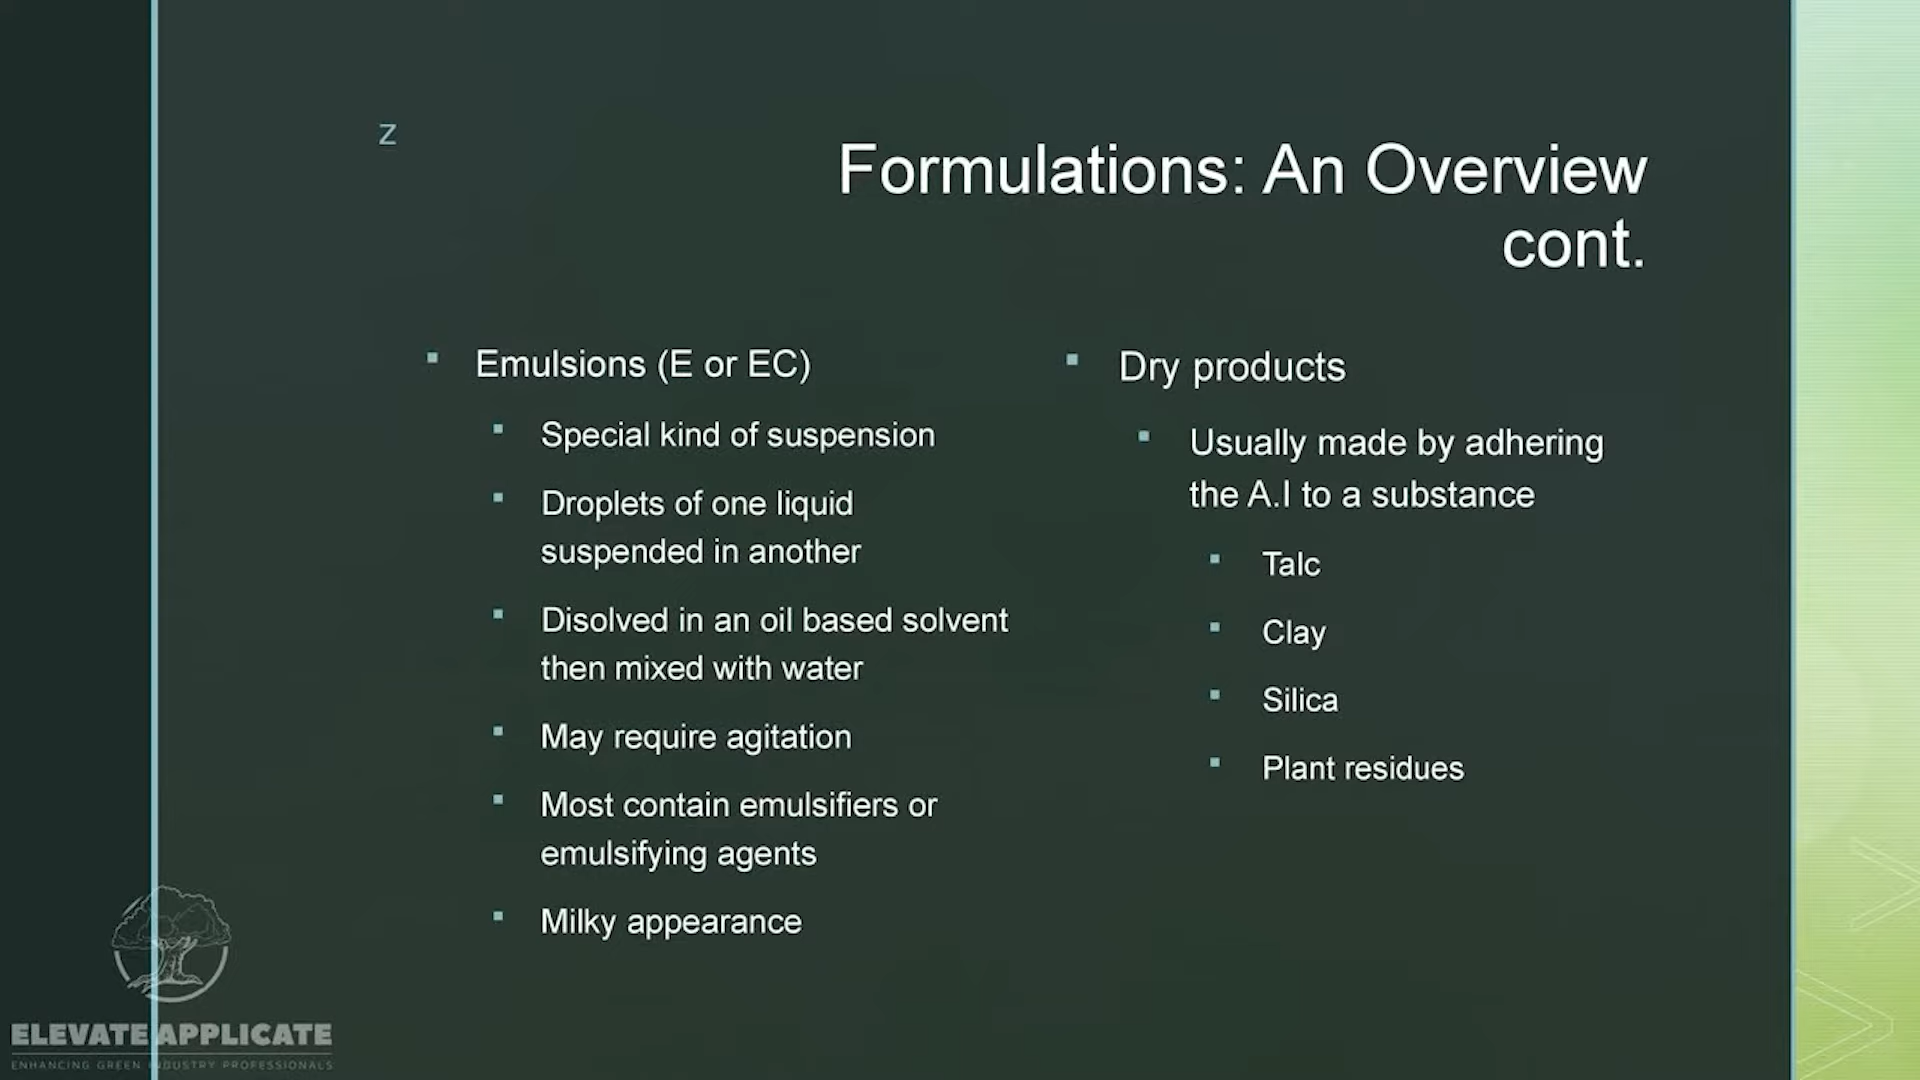 z
Formulations: An Overview
cont.
Emulsions (E or EC)
Special kind of suspension
Droplets of one liquid
suspended in another
Disolved in an oil based solvent
then mixed with water
May require agitation
Most contain emulsifiers or
emulsifying agents
Milky appearance
Dry products
Usually made by adhering
the A.I to a substance
Talc
Clay
Silica
Plant residues
ELEVATE APPLICATE
ENHANCING GREEN INDUSTRY PROFESSIONALS